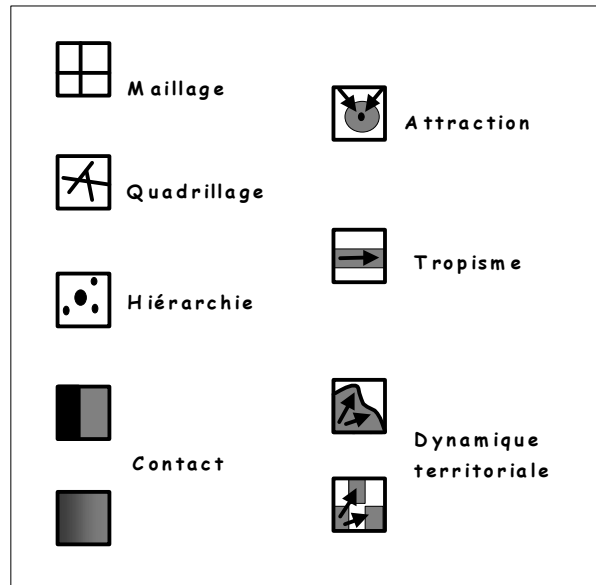 Maillage
Quadrillage
Hiérarchie
Contact
Attraction
Tropisme
Dynamique
territoriale